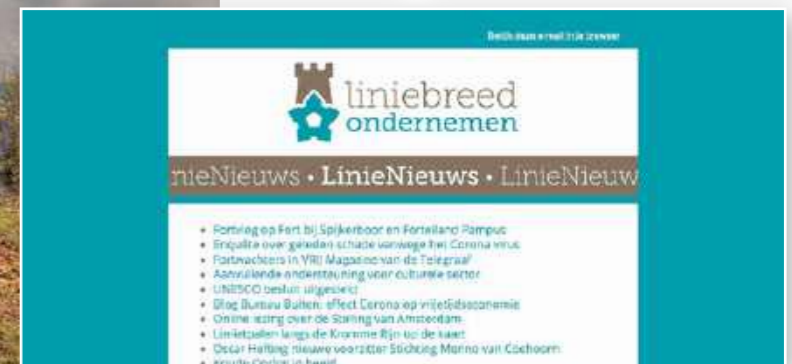 Bekijk deze e-mail in je browser
liniebreed
ondernemen
nieNieuws • LinieNieuws • LinieNieuw
• Fortvlog op Fort bij Spijkerboor en Forteiland Pampus
• Enquête over geleden schade vanwege het Corona virus
• Fortwachters in VRIJ Magazine van de Telegraaf
• Aanvullende ondersteuning voor culturele sector
• UNESCO besluit uitgesteld
• Blog Bureau Buiten: effect Corona op vrijetijdseconomie
• Online lezing over de Stelling van Amsterdam
• Liniepalen langs de Kromme Rijn op de kaart
• Oscar Hefting nieuwe voorzitter Stichting Menno van Coehoorn